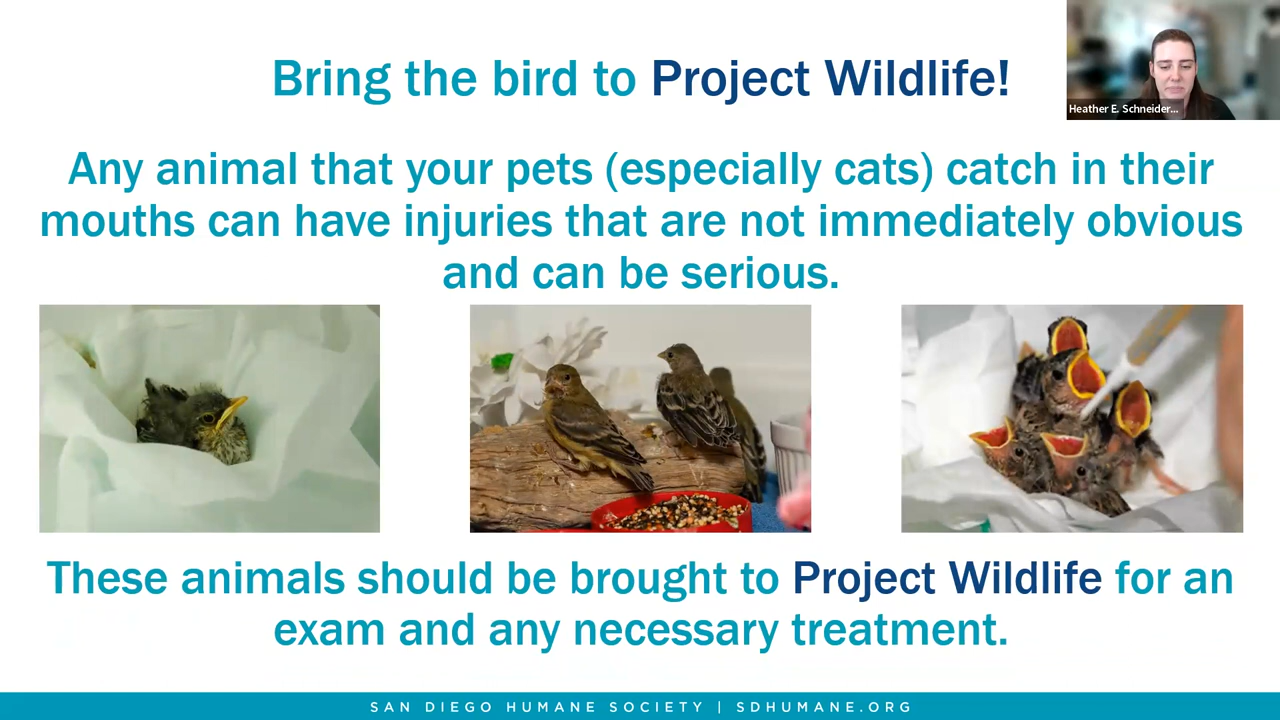 Bring the bird to Project Wildlife!
Heather E. Schneider...
Any animal that your pets (especially cats) catch in their
mouths can have injuries that are not immediately obvious
and can be serious.
These animals should be brought to Project Wildlife for an
exam and any necessary treatment.
SAN DIEGO HUMANE SOCIETY | SDHUMANE.ORG